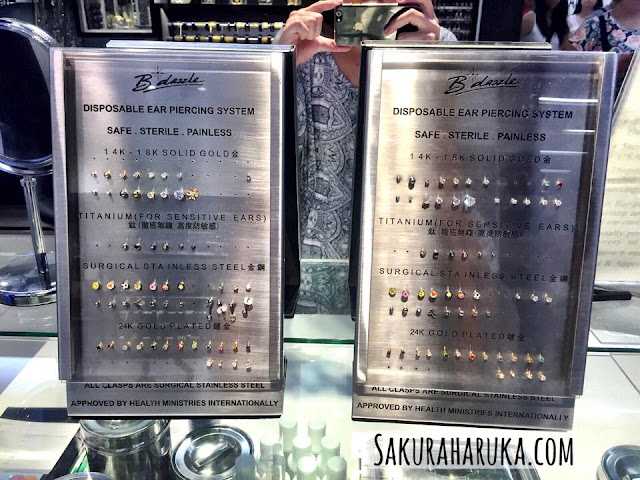 B'dazzle
DISPOSABLE EAR PIERCING SYSTEM
SAFE . STERILE . PAINLESS
14K - 18K SOLID GOLD金
TITANIUM(FOR SENSITIVE EARS)
鈦(徹底無鎳,高度防敏感)
SURGICAL STAINLESS STEEL金鋼
24K GOLD PLATED鍍金
ALL CLASPS ARE SURGICAL STAINLESS STEEL
APPROVED BY HEALTH MINISTRIES INTERNATIONALLY
B'dazzle
DISPOSABLE EAR PIERCING SYSTEM
SAFE . STERILE . PAINLESS
14K - 18K SOLID GOLD金
TITANIUM(FOR SENSITIVE EARS)
鈦(徹底無鎳,高度防敏感)
SURGICAL STAINLESS STEEL金鋼
24K GOLD PLATED鍍金
ALL CLASPS ARE SURGICAL STAINLESS STEEL
APPROVED BY HEALTH MINISTRIES INTERNATIONALLY
SAKURAHARUKA.COM